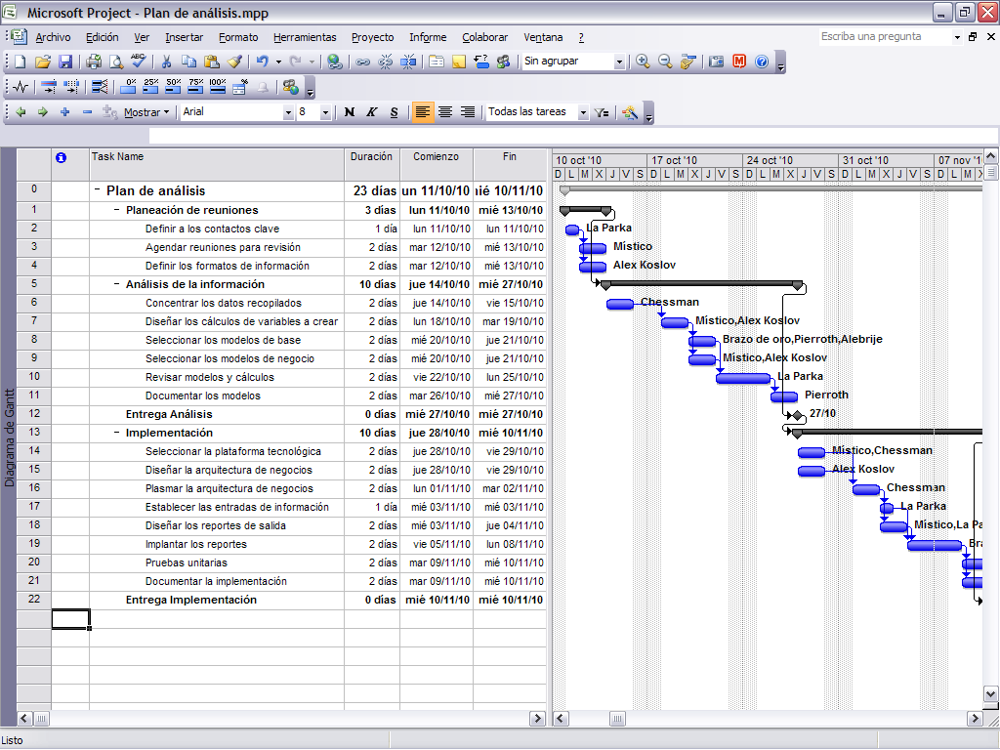 Microsoft Project - Plan de análisis.mpp
Archivo Edición Ver Insertar Formato Herramientas Proyecto Informe Colaborar Ventana ? Escriba una pregunta
Sin agrupar
0% 25% 50% 75% 100%
Mostrar Arial 8 N K S Todas las tareas
Task Name Duración Comienzo Fin
10 oct '10 17 oct '10 24 oct '10 31 oct '10 07 nov '10
D L M M J V S D L M M J V S D L M M J V S D L M M J V S D L M
0 Plan de análisis 23 días un 11/10/10 ié 10/11/10
1 Planeación de reuniones 3 días lun 11/10/10 mié 13/10/10
2 Definir a los contactos clave 1 día lun 11/10/10 lun 11/10/10 La Parka
3 Agendar reuniones para revisión 2 días mar 12/10/10 mié 13/10/10 Místico
4 Definir los formatos de información 2 días mar 12/10/10 mié 13/10/10 Alex Koslov
5 Análisis de la información 10 días jue 14/10/10 mié 27/10/10
6 Concentrar los datos recopilados 2 días jue 14/10/10 vie 15/10/10 Chessman
7 Diseñar los cálculos de variables a crear 2 días lun 18/10/10 mar 19/10/10 Místico,Alex Koslov
8 Seleccionar los modelos de base 2 días mié 20/10/10 jue 21/10/10 Brazo de oro,Pierroth,Alebrije
9 Seleccionar los modelos de negocio 2 días mié 20/10/10 jue 21/10/10 Místico,Alex Koslov
10 Revisar modelos y cálculos 2 días vie 22/10/10 lun 25/10/10 La Parka
11 Documentar los modelos 2 días mar 26/10/10 mié 27/10/10 Pierroth
12 Entrega Análisis 0 días mié 27/10/10 mié 27/10/10 27/10
13 Implementación 10 días jue 28/10/10 mié 10/11/10
14 Seleccionar la plataforma tecnológica 2 días jue 28/10/10 vie 29/10/10 Místico,Chessman
15 Diseñar la arquitectura de negocios 2 días jue 28/10/10 vie 29/10/10 Alex Koslov
16 Plasmar la arquitectura de negocios 2 días lun 01/11/10 mar 02/11/10 Chessman
17 Establecer las entradas de información 1 día mié 03/11/10 mié 03/11/10 La Parka
18 Diseñar los reportes de salida 2 días mié 03/11/10 jue 04/11/10 Místico,La Pa
19 Implantar los reportes 2 días vie 05/11/10 lun 08/11/10 Bra
20 Pruebas unitarias 2 días mar 09/11/10 mié 10/11/10
21 Documentar la implementación 2 días mar 09/11/10 mié 10/11/10
22 Entrega Implementación 0 días mié 10/11/10 mié 10/11/10
Diagrama de Gantt
Listo